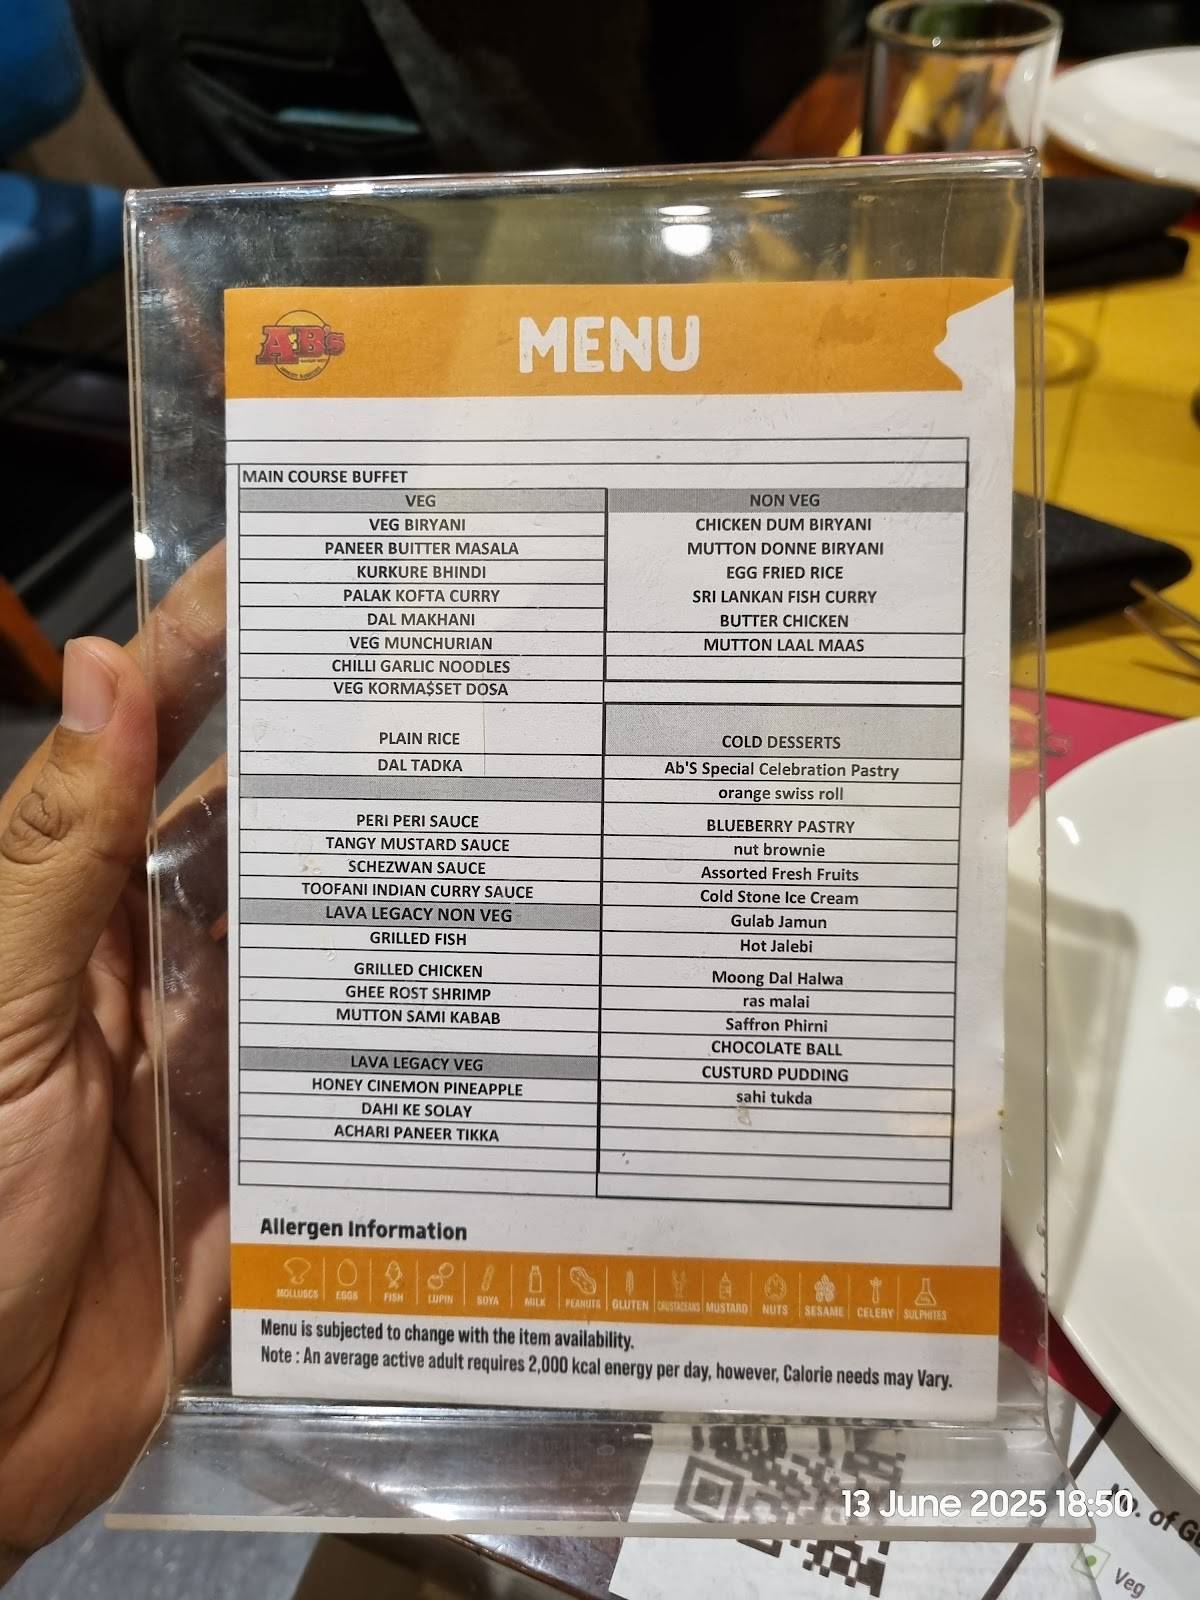 AB's
MENU
MAIN COURSE BUFFET
VEG
VEG BIRYANI
PANEER BUITTER MASALA
KURKURE BHINDI
PALAK KOFTA CURRY
DAL MAKHANI
VEG MUNCHURIAN
CHILLI GARLIC NOODLES
VEG KORMA$SET DOSA
PLAIN RICE
DAL TADKA
PERI PERI SAUCE
TANGY MUSTARD SAUCE
SCHEZWAN SAUCE
TOOFANI INDIAN CURRY SAUCE
LAVA LEGACY NON VEG
GRILLED FISH
GRILLED CHICKEN
GHEE ROST SHRIMP
MUTTON SAMI KABAB
LAVA LEGACY VEG
HONEY CINEMON PINEAPPLE
DAHI KE SOLAY
ACHARI PANEER TIKKA
NON VEG
CHICKEN DUM BIRYANI
MUTTON DONNE BIRYANI
EGG FRIED RICE
SRI LANKAN FISH CURRY
BUTTER CHICKEN
MUTTON LAAL MAAS
COLD DESSERTS
Ab'S Special Celebration Pastry
orange swiss roll
BLUEBERRY PASTRY
nut brownie
Assorted Fresh Fruits
Cold Stone Ice Cream
Gulab Jamun
Hot Jalebi
Moong Dal Halwa
ras malai
Saffron Phirni
CHOCOLATE BALL
CUSTURD PUDDING
sahi tukda
Allergen Information
MOLLUSCS EGGS FISH LUPIN SOYA MILK PEANUTS GLUTEN CRUSTACEANS MUSTARD NUTS SESAME CELERY SULPHITES
Menu is subjected to change with the item availability.
Note : An average active adult requires 2,000 kcal energy per day, however, Calorie needs may Vary.
13 June 2025 18:50
No. of
Veg